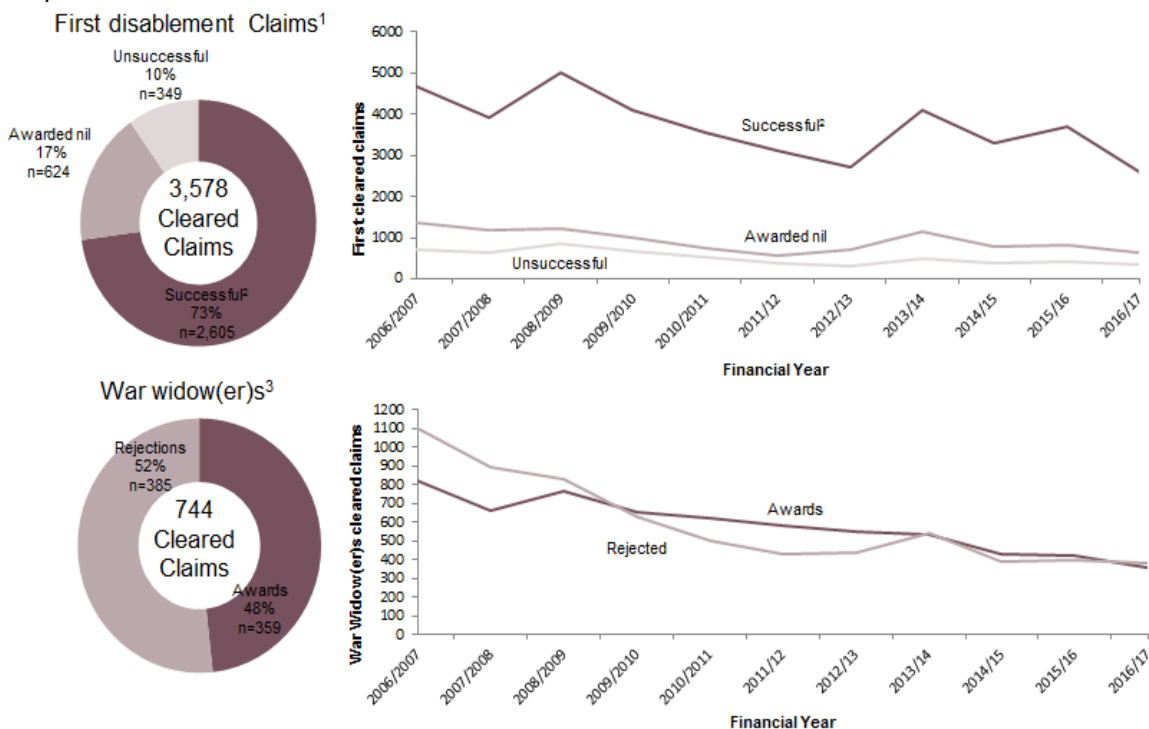 First disablement Claims¹
Unsuccessful
10%
n=349
Awarded nil
17%
n=624
3,578
Cleared
Claims
Successful²
73%
n=2,605
First cleared claims
6000
5000
4000
3000
2000
1000
0
Successful²
Awarded nil
Unsuccessful
2006/2007
2007/2008
2008/2009
2009/2010
2010/2011
2011/12
2012/13
2013/14
2014/15
2015/16
2016/17
Financial Year
War widow(er)s³
Rejections
52%
n=385
744
Cleared
Claims
Awards
48%
n=359
War Widow(er)s cleared claims
1200
1100
1000
900
800
700
600
500
400
300
200
100
0
Awards
Rejected
2006/2007
2007/2008
2008/2009
2009/2010
2010/2011
2011/12
2012/13
2013/14
2014/15
2015/16
2016/17
Financial Year